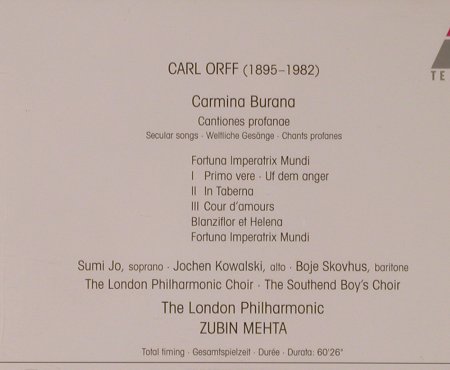 TE
CARL ORFF (1895–1982)
Carmina Burana
Cantiones profanae
Secular songs · Weltliche Gesänge · Chants profanes
Fortuna Imperatrix Mundi
I Primo vere · Uf dem anger
II In Taberna
III Cour d'amours
Blanziflor et Helena
Fortuna Imperatrix Mundi
Sumi Jo, soprano · Jochen Kowalski, alto · Boje Skovhus, baritone
The London Philharmonic Choir · The Southend Boy's Choir
The London Philharmonic
ZUBIN MEHTA
Total timing · Gesamtspielzeit · Durée · Durata: 60'26"